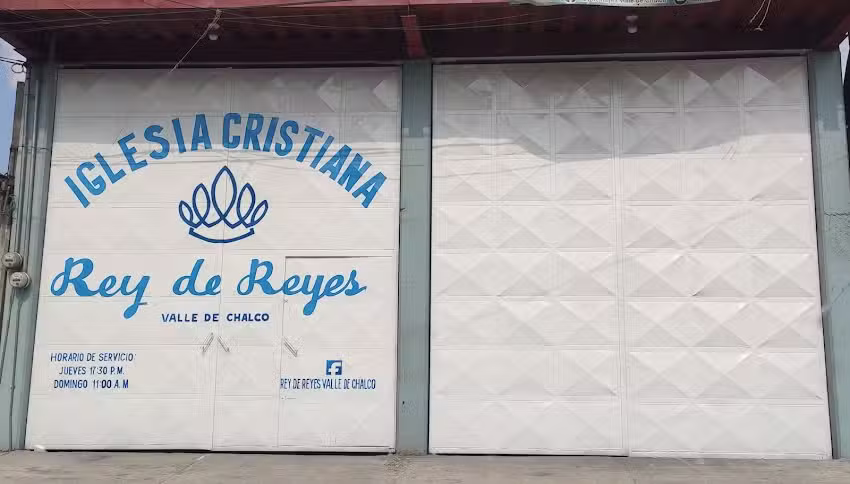 IGLESIA CRISTIANA
Rey de Reyes
VALLE DE CHALCO
HORARIO DE SERVICIO:
JUEVES 17:30 P.M.
DOMINGO 11:00 A.M
f
REY DE REYES VALLE DE CHALCO